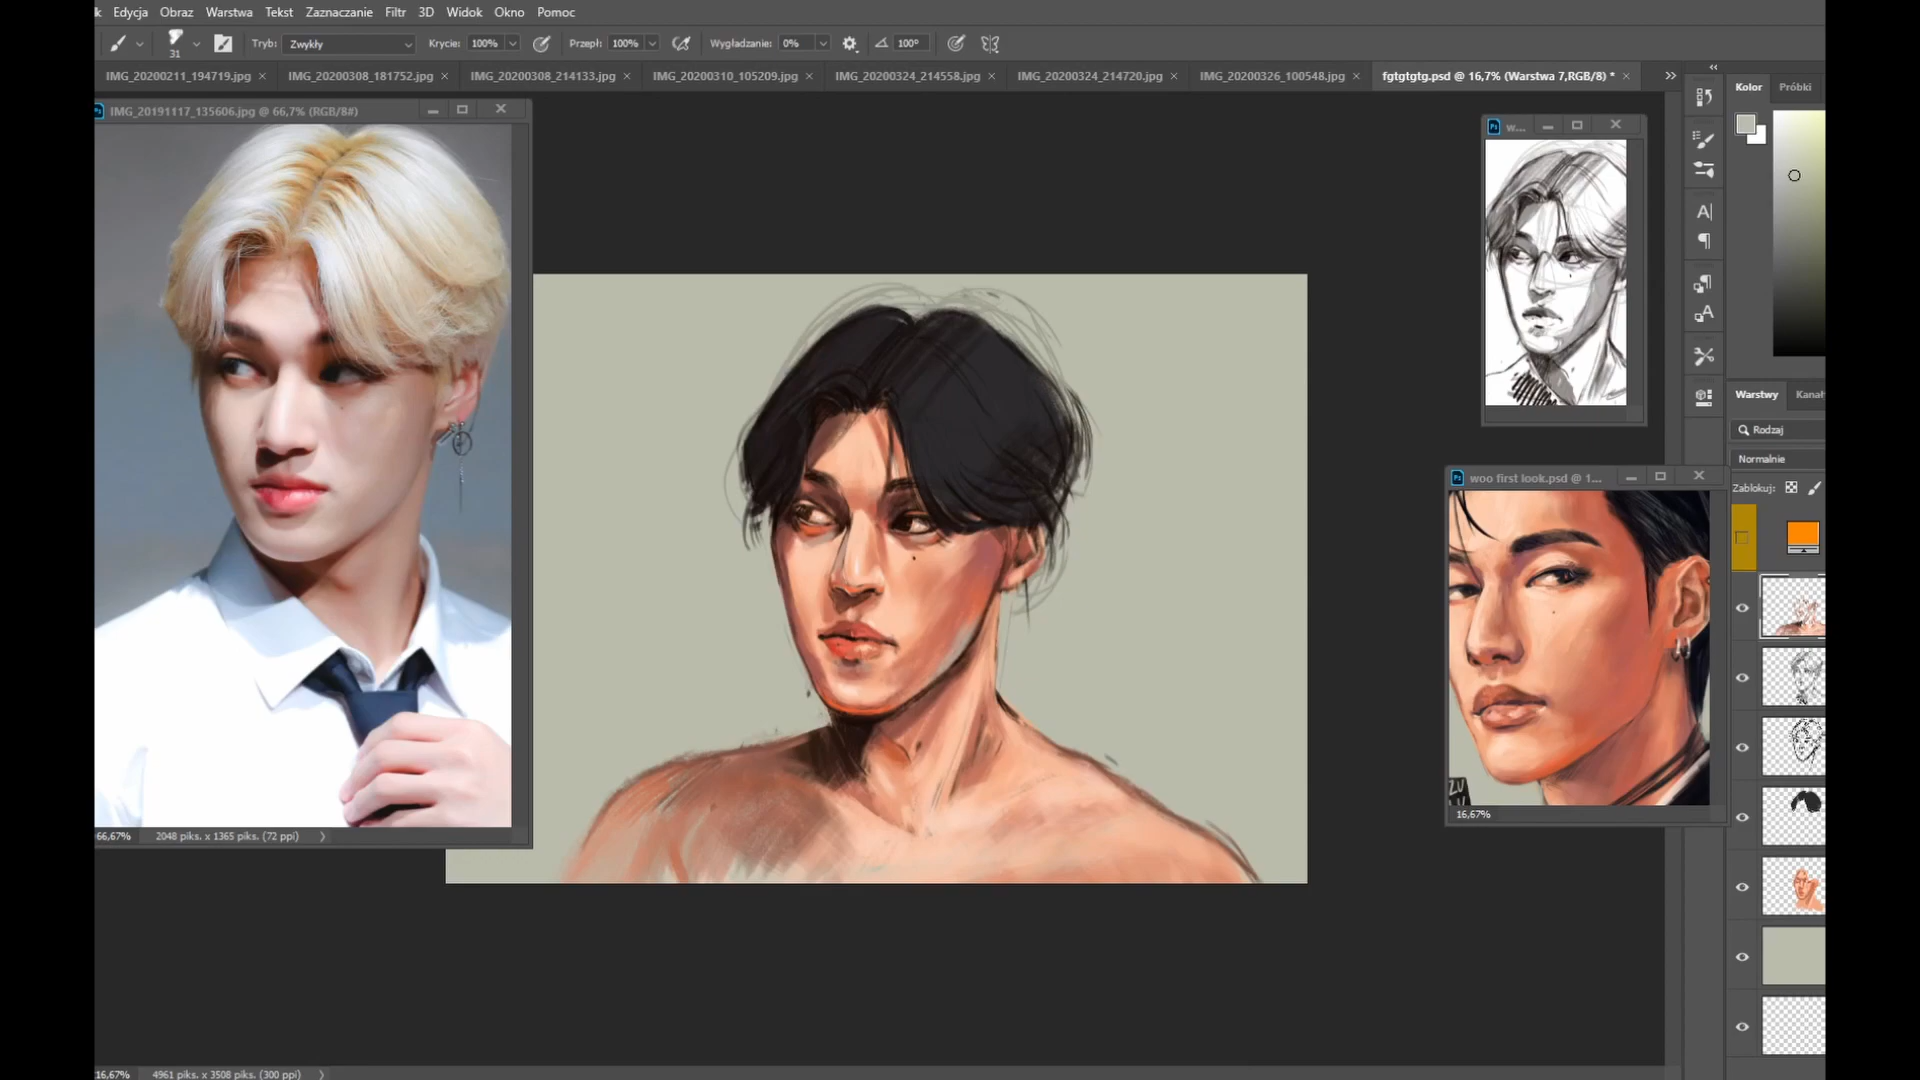 k Edycja Obraz Warstwa Tekst Zaznaczanie Filtr 3D Widok Okno Pomoc
31 Tryb: Zwykły Krycie: 100% Przepł: 100% Wygładzanie: 0% 100°
IMG_20200211_194719.jpg × IMG_20200308_181752.jpg × IMG_20200308_214133.jpg × IMG_20200310_105209.jpg × IMG_20200324_214558.jpg × IMG_20200324_214720.jpg × IMG_20200326_100548.jpg × fgtgtgtg.psd @ 16,7% (Warstwa 7,RGB/8) * ×
Kolor Próbki
IMG_20191117_135606.jpg @ 66,7% (RGB/8#)
Ps w...
Warstwy Kanał
Rodzaj
Normalnie
Ps woo first look.psd @ 1...
Zablokuj:
16,67%
66,67% 2048 piks. x 1365 piks. (72 ppi)
16,67% 4961 piks. x 3508 piks. (300 ppi)